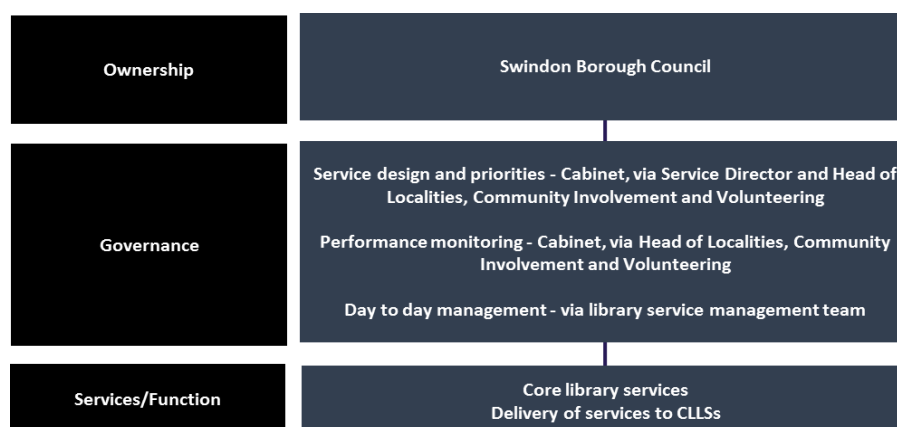 Ownership
Swindon Borough Council
Governance
Service design and priorities - Cabinet, via Service Director and Head of
Localities, Community Involvement and Volunteering
Performance monitoring - Cabinet, via Head of Localities, Community
Involvement and Volunteering
Day to day management - via library service management team
Services/Function
Core library services
Delivery of services to CLLSs